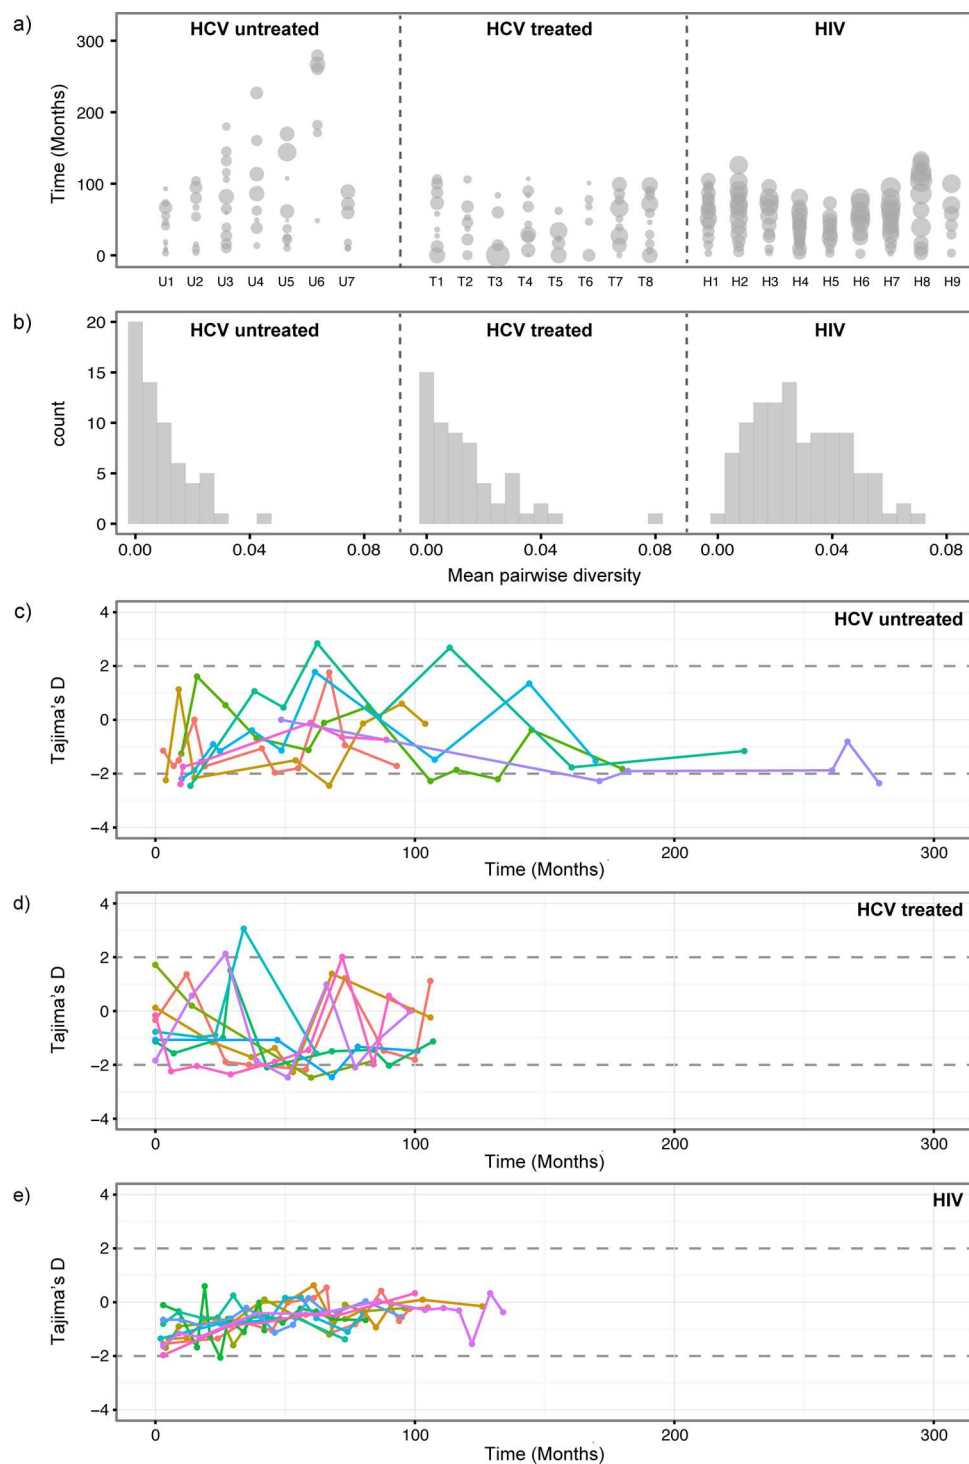 a)
HCV untreated HCV treated HIV
300
200
100
0
Time (Months)
U1 U2 U3 U4 U5 U6 U7 T1 T2 T3 T4 T5 T6 T7 T8 H1 H2 H3 H4 H5 H6 H7 H8 H9
b)
HCV untreated HCV treated HIV
20
15
10
5
0
count
0.00 0.04 0.08 0.00 0.04 0.08 0.00 0.04 0.08
Mean pairwise diversity
c)
HCV untreated
4
2
0
−2
−4
Tajima's D
0 100 200 300
Time (Months)
d)
HCV treated
4
2
0
−2
−4
Tajima's D
0 100 200 300
Time (Months)
e)
HIV
4
2
0
−2
−4
Tajima's D
0 100 200 300
Time (Months)